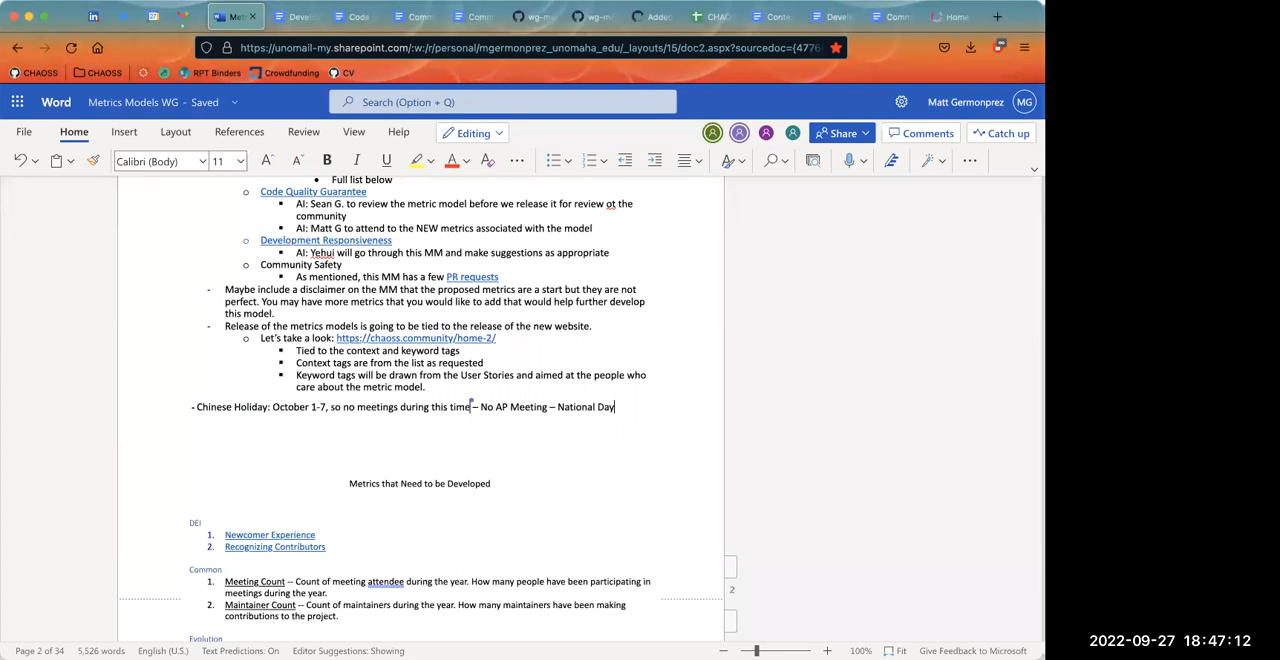 Met
Devel
Code
Comm
Comm
wg-m
wg-m
Added
CHAO
Conte
Devel
Comm
Home
https://unomail-my.sharepoint.com/:w:/r/personal/mgermonprez_unomaha_edu/_layouts/15/doc2.aspx?sourcedoc={4776
CHAOSS
CHAOSS
RPT Binders
Crowdfunding
CV
Word
Metrics Models WG - Saved
Search (Option + Q)
Matt Germonprez
MG
File
Home
Insert
Layout
References
Review
View
Help
Editing
Share
Comments
Catch up
Calibri (Body)
11
Full list below
Code Quality Guarantee
AI: Sean G. to review the metric model before we release it for review ot the
community
AI: Matt G to attend to the NEW metrics associated with the model
Development Responsiveness
AI: Yehui will go through this MM and make suggestions as appropriate
Community Safety
As mentioned, this MM has a few PR requests
- Maybe include a disclaimer on the MM that the proposed metrics are a start but they are not
perfect. You may have more metrics that you would like to add that would help further develop
this model.
- Release of the metrics models is going to be tied to the release of the new website.
Let's take a look: https://chaoss.community/home-2/
Tied to the context and keyword tags
Context tags are from the list as requested
Keyword tags will be drawn from the User Stories and aimed at the people who
care about the metric model.
- Chinese Holiday: October 1-7, so no meetings during this time – No AP Meeting – National Day
Metrics that Need to be Developed
DEI
1. Newcomer Experience
2. Recognizing Contributors
Common
1. Meeting Count -- Count of meeting attendee during the year. How many people have been participating in
meetings during the year.
2. Maintainer Count -- Count of maintainers during the year. How many maintainers have been making
contributions to the project.
Evolution
2
Page 2 of 34
5,526 words
English (U.S.)
Text Predictions: On
Editor Suggestions: Showing
100%
Fit
Give Feedback to Microsoft
2022-09-27 18:47:12